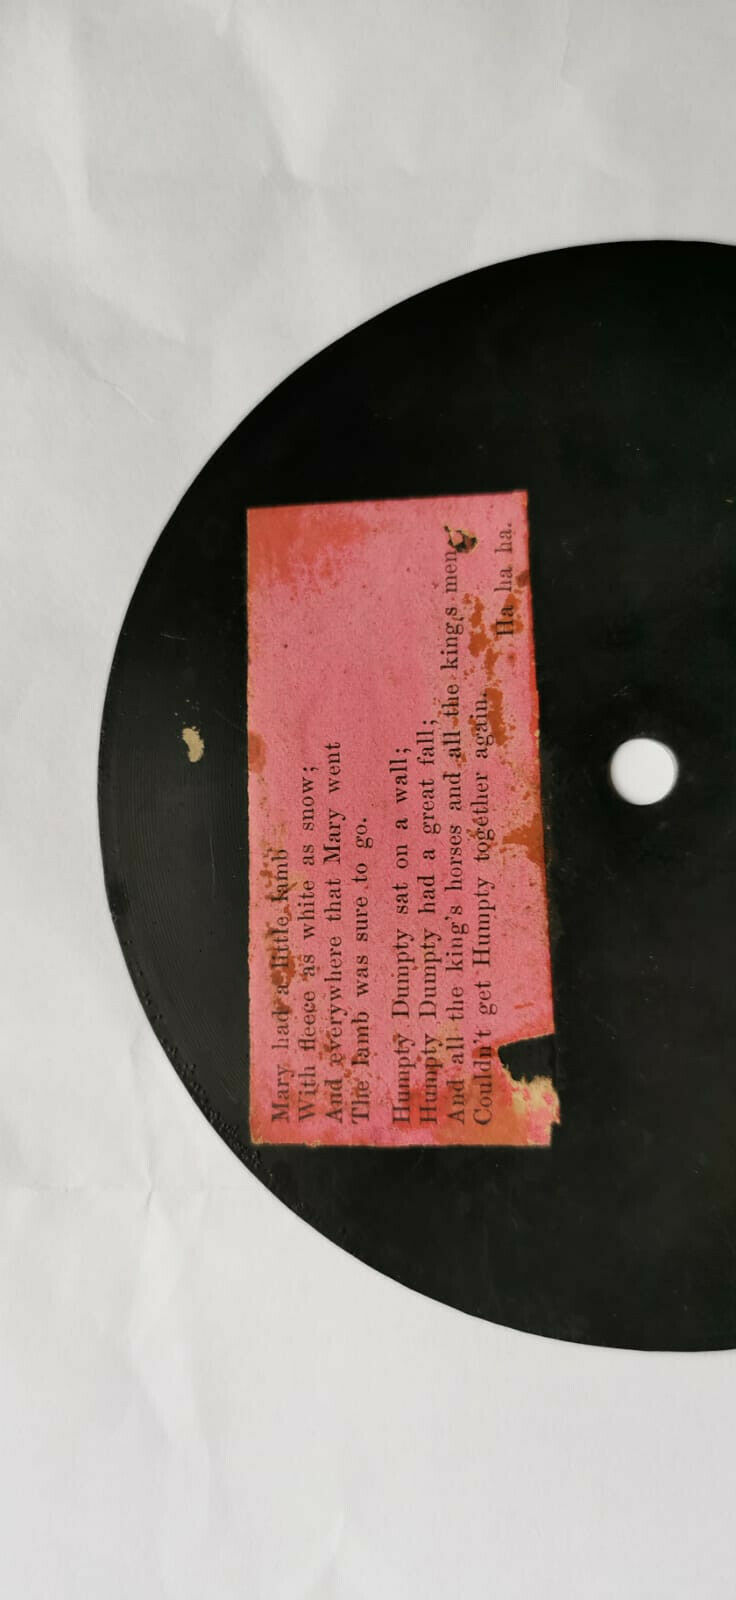 Mary had a little lamb
With fleece as white as snow;
And everywhere that Mary went
The lamb was sure to go.
Humpty Dumpty sat on a wall;
Humpty Dumpty had a great fall;
And all the king's horses and all the king's men
Couldn't get Humpty together again.
Ha ha ha.